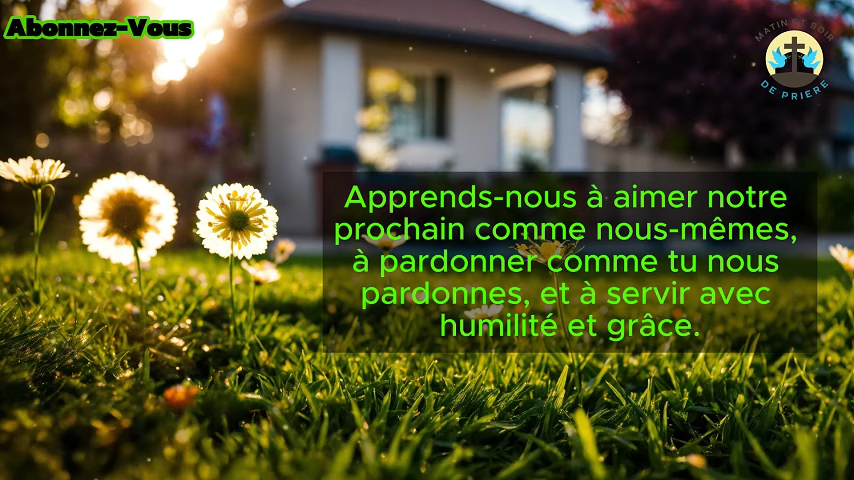 Abonnez-Vous
MATIN ET SOIR
DE PRIÈRE
Apprends-nous à aimer notre
prochain comme nous-mêmes,
à pardonner comme tu nous
pardonnes, et à servir avec
humilité et grâce.